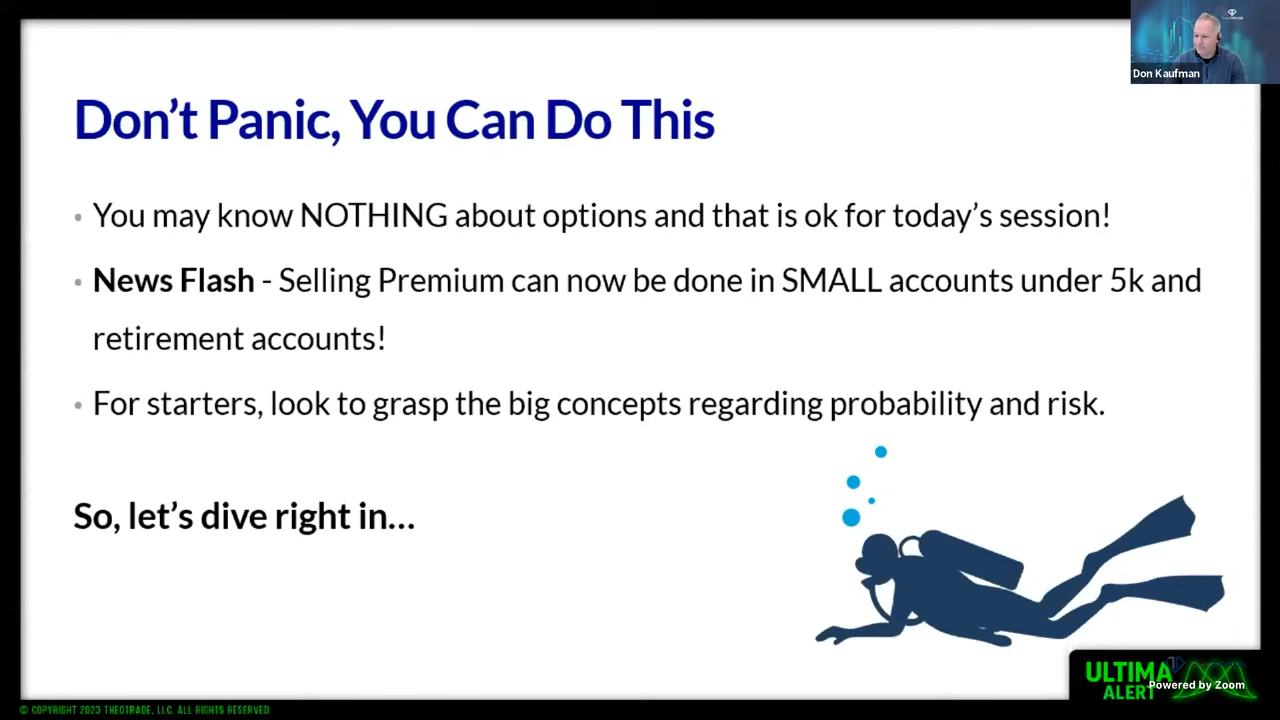 THEOTRADE
Don Kaufman
Don't Panic, You Can Do This
• You may know NOTHING about options and that is ok for today's session!
• News Flash - Selling Premium can now be done in SMALL accounts under 5k and
retirement accounts!
• For starters, look to grasp the big concepts regarding probability and risk.
So, let's dive right in...
ULTIMA
ALERT
Powered by Zoom
© COPYRIGHT 2023 THEOTRADE, LLC. ALL RIGHTS RESERVED